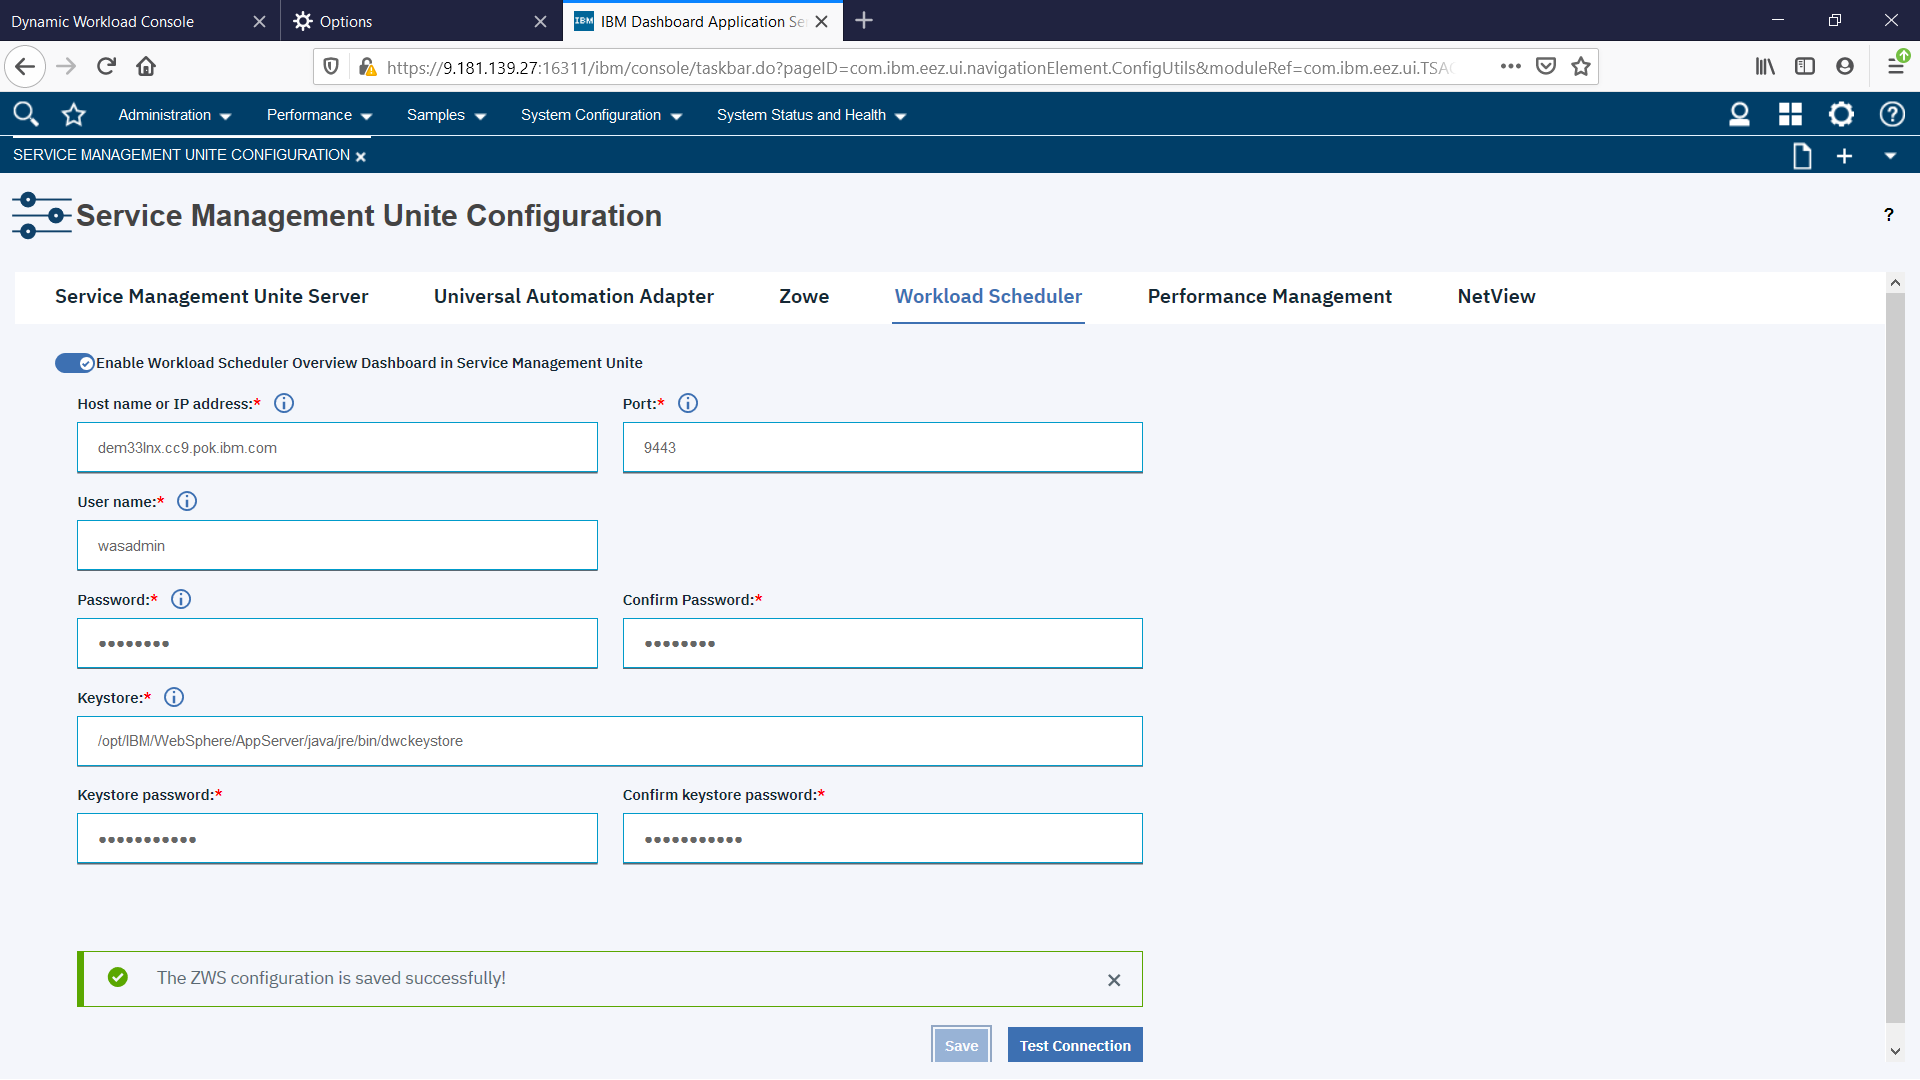 Dynamic Workload Console
Options
IBM
IBM Dashboard Application Se
https://9.181.139.27:16311/ibm/console/taskbar.do?pageID=com.ibm.eez.ui.navigationElement.ConfigUtils&moduleRef=com.ibm.eez.ui.TSA
Administration
Performance
Samples
System Configuration
System Status and Health
SERVICE MANAGEMENT UNITE CONFIGURATION
Service Management Unite Configuration
?
Service Management Unite Server
Universal Automation Adapter
Zowe
Workload Scheduler
Performance Management
NetView
Enable Workload Scheduler Overview Dashboard in Service Management Unite
Host name or IP address:*
Port:*
dem33lnx.cc9.pok.ibm.com
9443
User name:*
wasadmin
Password:*
Confirm Password:*
••••••••
••••••••
Keystore:*
/opt/IBM/WebSphere/AppServer/java/jre/bin/dwckeystore
Keystore password:*
Confirm keystore password:*
•••••••••••
•••••••••••
The ZWS configuration is saved successfully!
Save
Test Connection